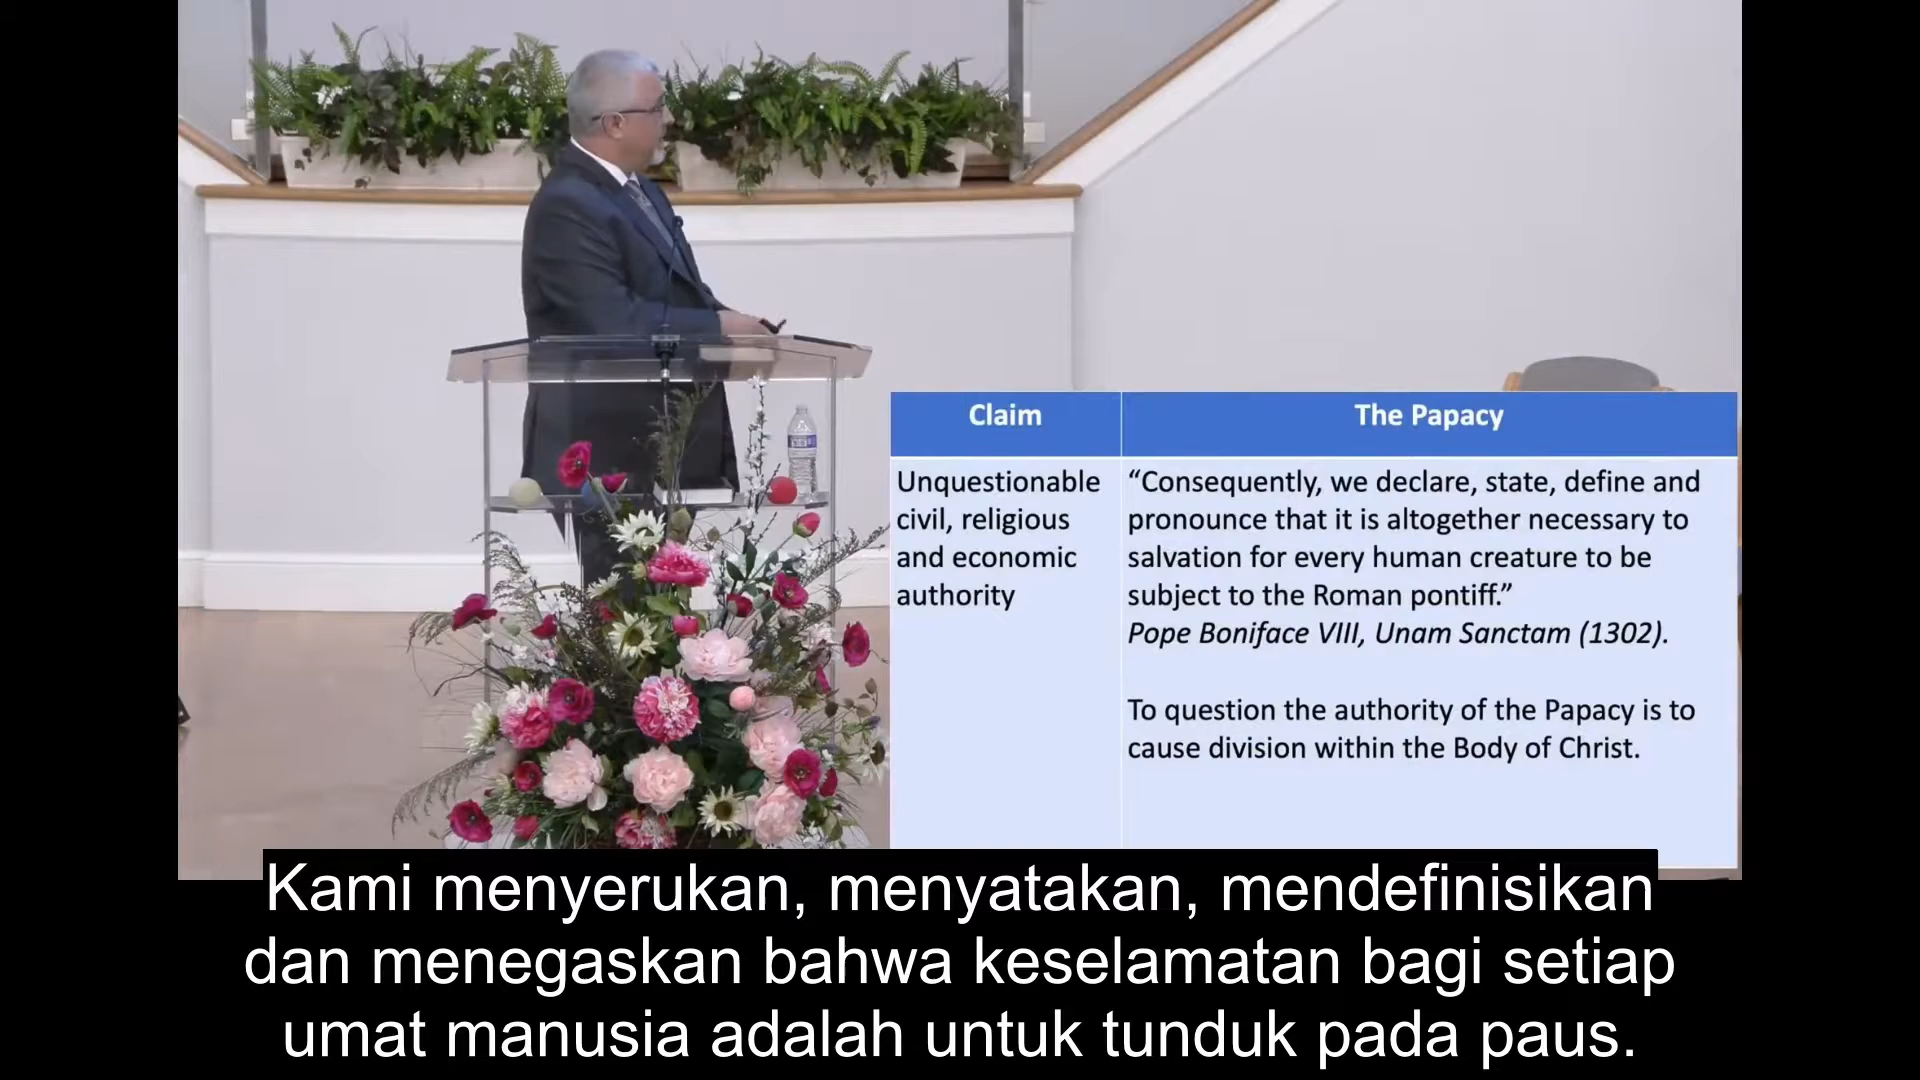 Claim
The Papacy
Unquestionable
civil, religious
and economic
authority
“Consequently, we declare, state, define and
pronounce that it is altogether necessary to
salvation for every human creature to be
subject to the Roman pontiff.”
Pope Boniface VIII, Unam Sanctam (1302).
To question the authority of the Papacy is to
cause division within the Body of Christ.
Kami menyerukan, menyatakan, mendefinisikan
dan menegaskan bahwa keselamatan bagi setiap
umat manusia adalah untuk tunduk pada paus.